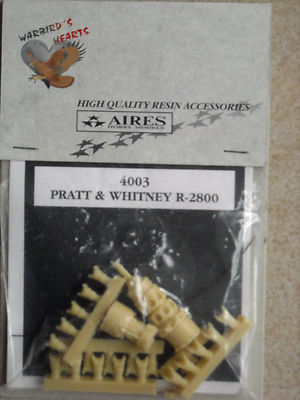 WARBIRD'S
HEARTS
HIGH QUALITY RESIN ACCESSORIES
AIRES
HOBBY MODELS
4003
PRATT & WHITNEY R-2800